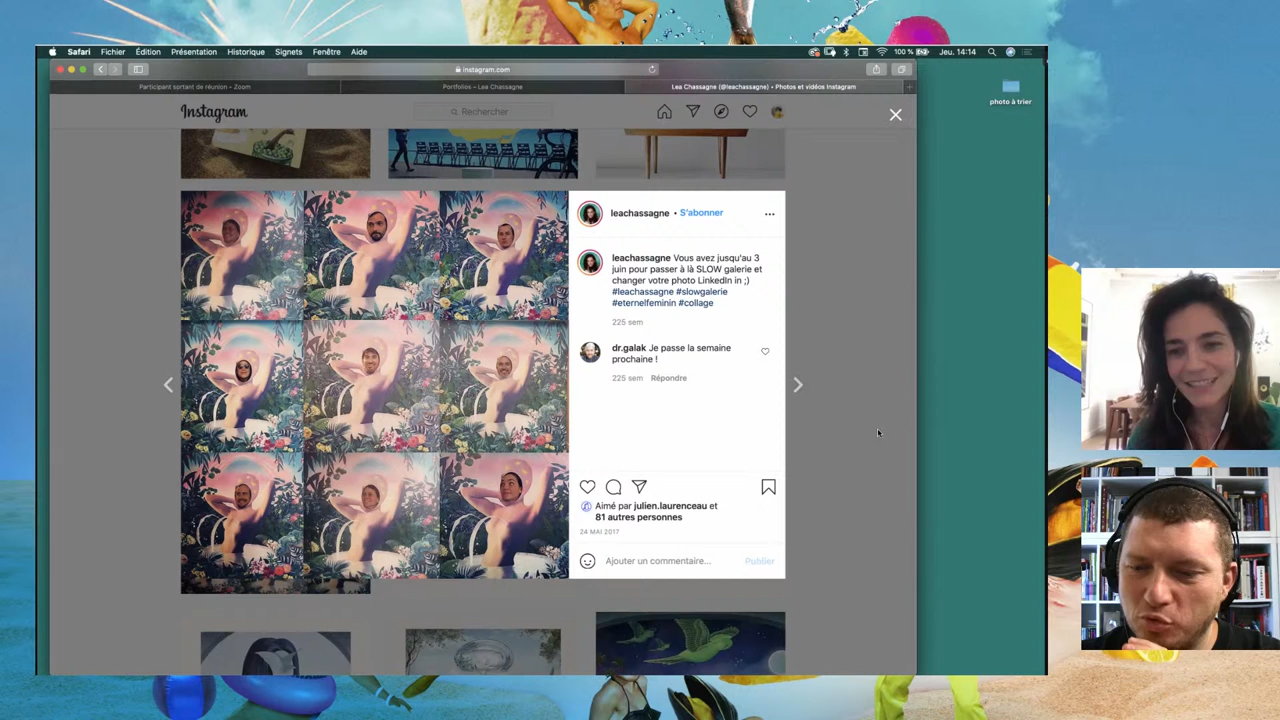 Safari Fichier Édition Présentation Historique Signets Fenêtre Aide
100 % Jeu. 14:14
instagram.com
Participant sortant de réunion – Zoom
Portfolios – Lea Chassagne
Lea Chassagne (@leachassagne) • Photos et vidéos Instagram
photo à trier
Instagram
Rechercher
leachassagne • S'abonner
leachassagne Vous avez jusqu'au 3
juin pour passer à là SLOW galerie et
changer votre photo LinkedIn in ;)
#leachassagne #slowgalerie
#eternelfeminin #collage
225 sem
dr.galak Je passe la semaine
prochaine !
225 sem Répondre
Aimé par julien.laurenceau et
81 autres personnes
24 MAI 2017
Ajouter un commentaire...
Publier